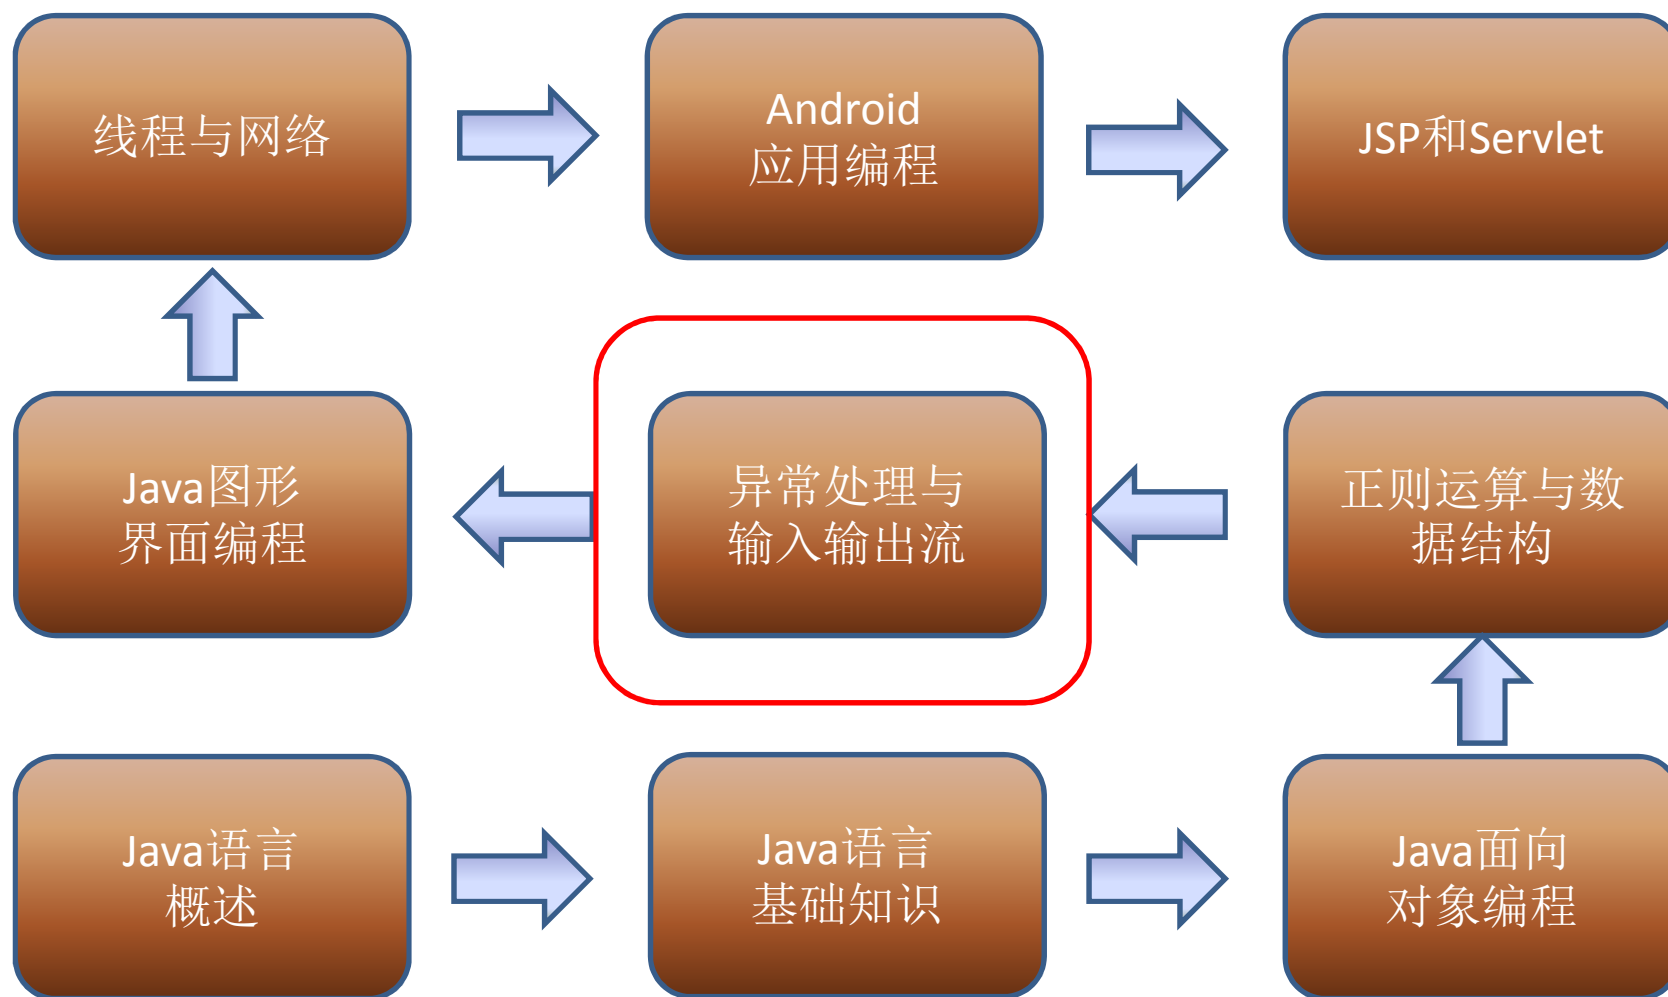 线程与网络
Android
应用编程
JSP和Servlet
Java图形
界面编程
异常处理与
输入输出流
正则运算与数
据结构
Java语言
概述
Java语言
基础知识
Java面向
对象编程